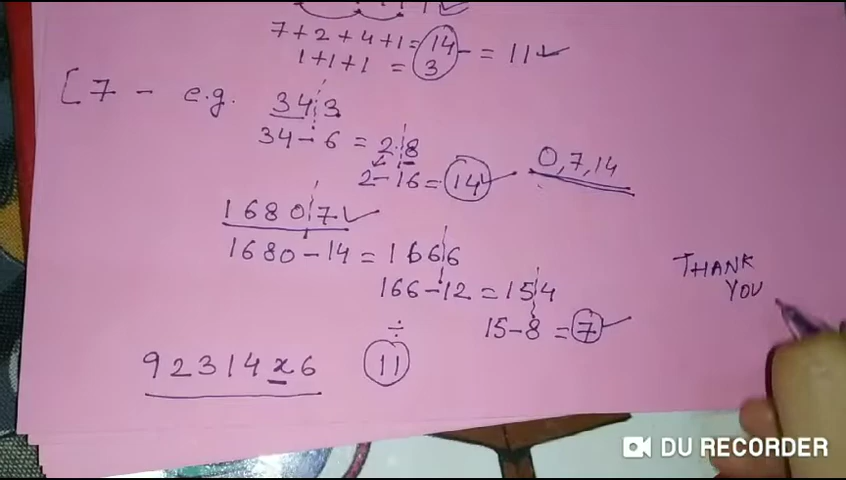 7+2+4+1=14 = 11 ✓
1+1+1 = 3
[7 - e.g. 343
34-6 = 28
2-16 = 14 ✓ 0,7,14
16807 ✓
1680-14 = 1666
166-12 = 154
15-8 = 7
÷
92314x6 11
THANK
YOU
DU RECORDER